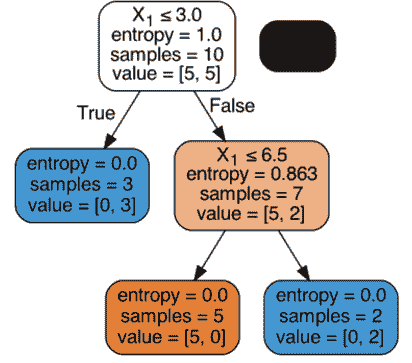 X₁ ≤ 3.0
entropy = 1.0
samples = 10
value = [5, 5]
True
False
entropy = 0.0
samples = 3
value = [0, 3]
X₁ ≤ 6.5
entropy = 0.863
samples = 7
value = [5, 2]
entropy = 0.0
samples = 5
value = [5, 0]
entropy = 0.0
samples = 2
value = [0, 2]